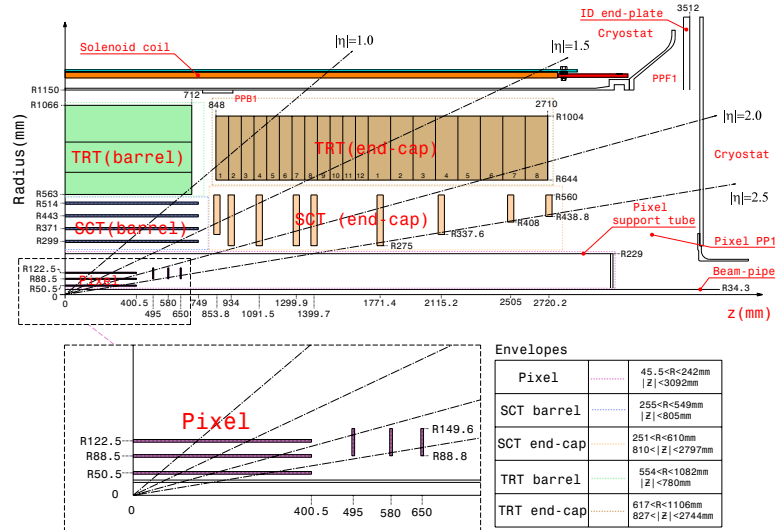 3512
ID end-plate
Cryostat
Solenoid coil
|η|=1.0
|η|=1.5
PPF1
R1150
712
PPB1
R1066
848
2710
R1004
TRT(barrel)
TRT(end-cap)
|η|=2.0
1 2 3 4 5 6 7 8 9 10 11 12 1 2 3 4 5 6 7 8
R644
Radius(mm)
Cryostat
R563
R514
R443
R371
R299
SCT(barrel)
SCT (end-cap)
R560
R438.8
R408
R337.6
R275
|η|=2.5
Pixel
support tube
Pixel PP1
R229
R122.5
R88.5
R50.5
Pixel
Beam-pipe
R34.3
0
0
400.5 580 749 934 1299.9 1771.4 2115.2 2505 2720.2
495 650 853.8 1091.5 1399.7
z(mm)
Pixel
R122.5
R88.5
R50.5
0
R149.6
R88.8
0
400.5 495 580 650
Envelopes
Pixel
45.5<R<242mm
|Z|<3092mm
SCT barrel
255<R<549mm
|Z|<805mm
SCT end-cap
251<R<610mm
810<|Z|<2797mm
TRT barrel
554<R<1082mm
|Z|<780mm
TRT end-cap
617<R<1106mm
827<|Z|<2744mm